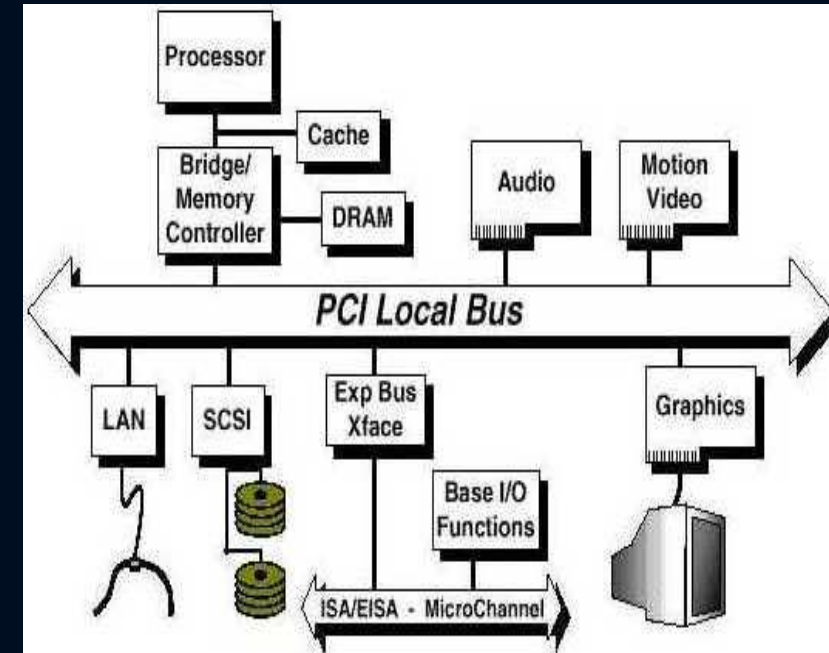 Processor
Cache
Bridge/
Memory
Controller
DRAM
Audio
Motion
Video
PCI Local Bus
LAN
SCSI
Exp Bus
Xface
Graphics
Base I/O
Functions
ISA/EISA - MicroChannel